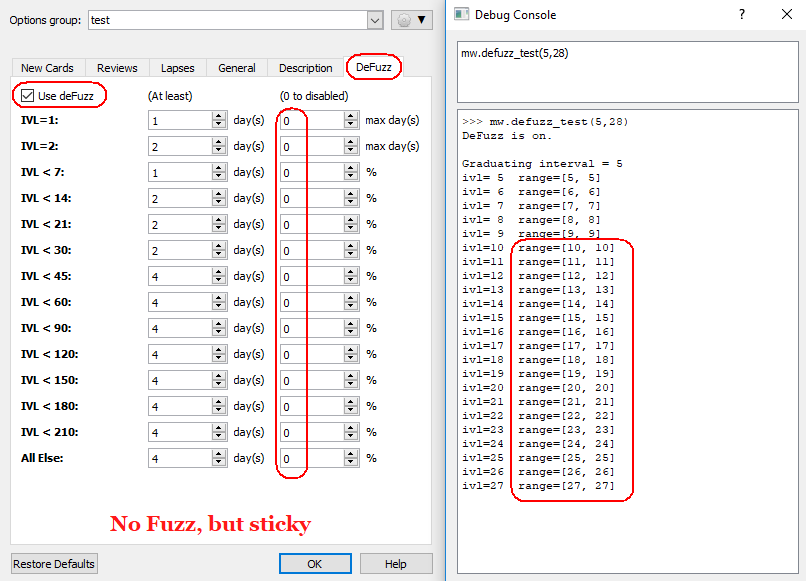 Options group: test
New Cards Reviews Lapses General Description DeFuzz
Use deFuzz (At least) (0 to disabled)
IVL=1: 1 day(s) 0 max day(s)
IVL=2: 2 day(s) 0 max day(s)
IVL < 7: 1 day(s) 0 %
IVL < 14: 2 day(s) 0 %
IVL < 21: 2 day(s) 0 %
IVL < 30: 2 day(s) 0 %
IVL < 45: 4 day(s) 0 %
IVL < 60: 4 day(s) 0 %
IVL < 90: 4 day(s) 0 %
IVL < 120: 4 day(s) 0 %
IVL < 150: 4 day(s) 0 %
IVL < 180: 4 day(s) 0 %
IVL < 210: 4 day(s) 0 %
All Else: 4 day(s) 0 %
No Fuzz, but sticky
Restore Defaults OK Help
Debug Console ?
mw.defuzz_test(5,28)
>>> mw.defuzz_test(5,28)
DeFuzz is on.
Graduating interval = 5
ivl= 5 range=[5, 5]
ivl= 6 range=[6, 6]
ivl= 7 range=[7, 7]
ivl= 8 range=[8, 8]
ivl= 9 range=[9, 9]
ivl=10 range=[10, 10]
ivl=11 range=[11, 11]
ivl=12 range=[12, 12]
ivl=13 range=[13, 13]
ivl=14 range=[14, 14]
ivl=15 range=[15, 15]
ivl=16 range=[16, 16]
ivl=17 range=[17, 17]
ivl=18 range=[18, 18]
ivl=19 range=[19, 19]
ivl=20 range=[20, 20]
ivl=21 range=[21, 21]
ivl=22 range=[22, 22]
ivl=23 range=[23, 23]
ivl=24 range=[24, 24]
ivl=25 range=[25, 25]
ivl=26 range=[26, 26]
ivl=27 range=[27, 27]